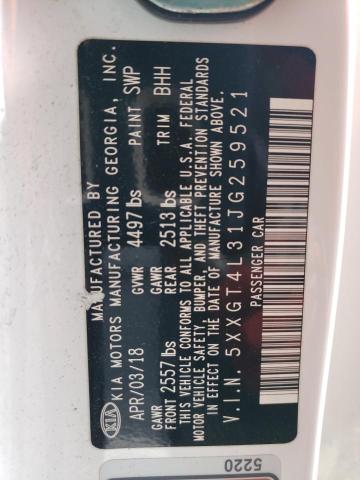 MANUFACTURED BY
KIA KIA MOTORS MANUFACTURING GEORGIA, INC.
APR/03/18 GVWR 4497 lbs PAINT SWP
GAWR FRONT 2557 lbs GAWR REAR 2513 lbs TRIM BHH
THIS VEHICLE CONFORMS TO ALL APPLICABLE U.S.A. FEDERAL
MOTOR VEHICLE SAFETY, BUMPER, AND THEFT PREVENTION STANDARDS
IN EFFECT ON THE DATE OF MANUFACTURE SHOWN ABOVE.
V.I.N. 5XXGT4L31JG259521
PASSENGER CAR
5220